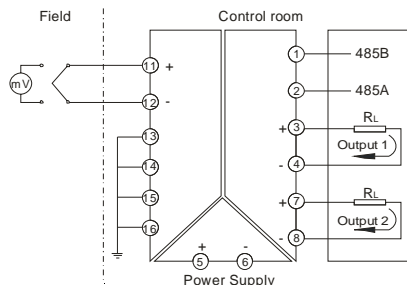 Field
Control room
mV
11 +
12 -
13
14
15
16
1 485B
2 485A
+ 3 RL
Output 1
- 4
+ 7 RL
Output 2
- 8
+ -
5 6
Power Supply